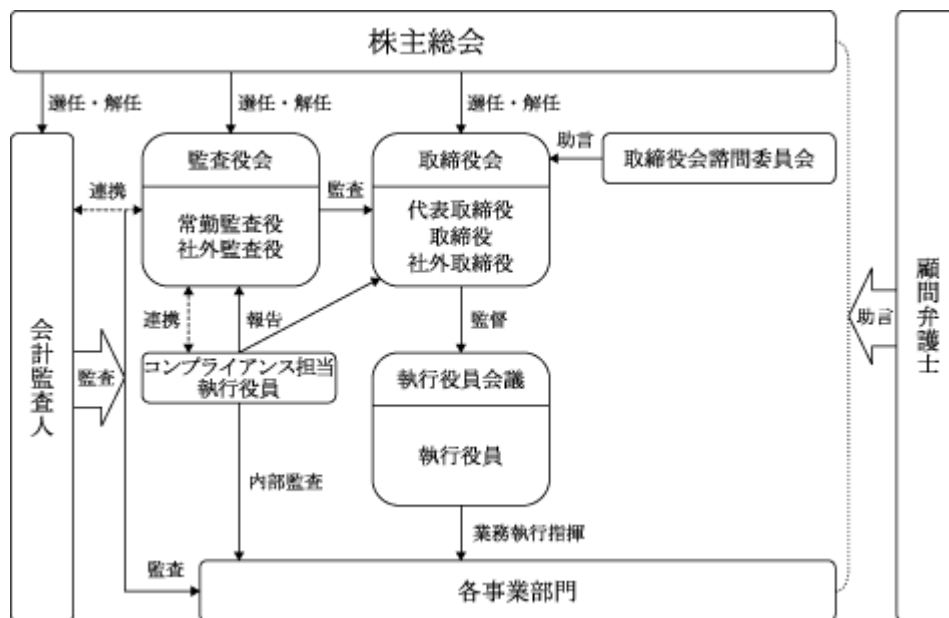 株主総会
選任・解任
選任・解任
選任・解任
監査役会
取締役会
助言
取締役会諮問委員会
連携
監査
常勤監査役
社外監査役
代表取締役
取締役
社外取締役
顧問弁護士
連携
報告
監督
助言
会計監査人
監査
コンプライアンス担当
執行役員
執行役員会議
執行役員
内部監査
業務執行指揮
監査
各事業部門